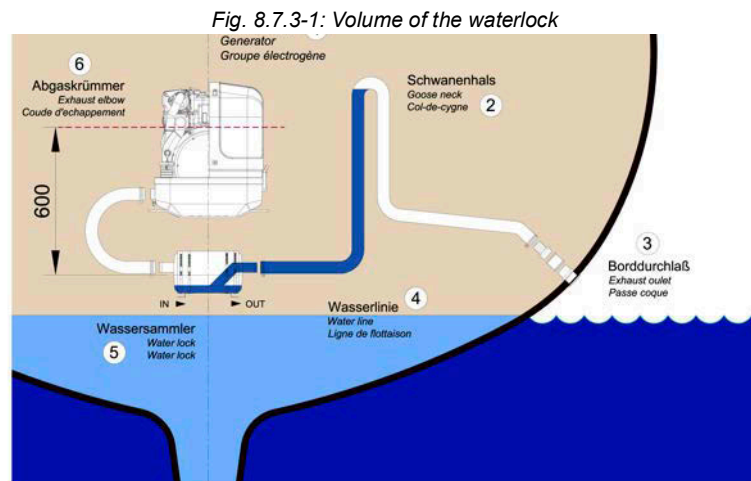 Fig. 8.7.3-1: Volume of the waterlock
Generator
Groupe électrogène
6
Abgaskrümmer
Exhaust elbow
Coude d'echappement
Schwanenhals
Goose neck
Col-de-cygne
2
600
3
Borddurchlaß
Exhaust oulet
Passe coque
IN
OUT
Wasserlinie
Water line
Ligne de flottaison
4
Wassersammler
Water lock
Water lock
5